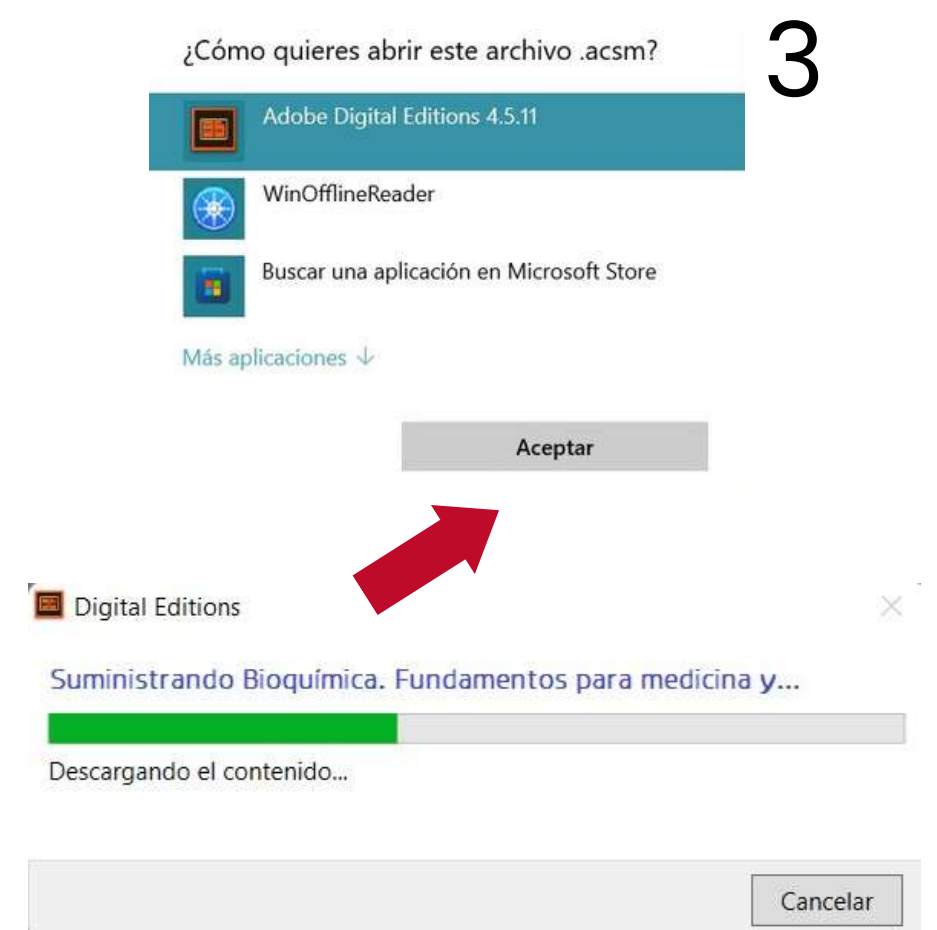 ¿Cómo quieres abrir este archivo .acsm?
3
Adobe Digital Editions 4.5.11
WinOfflineReader
Buscar una aplicación en Microsoft Store
Más aplicaciones ↓
Aceptar
Digital Editions
Suministrando Bioquímica. Fundamentos para medicina y...
Descargando el contenido...
Cancelar